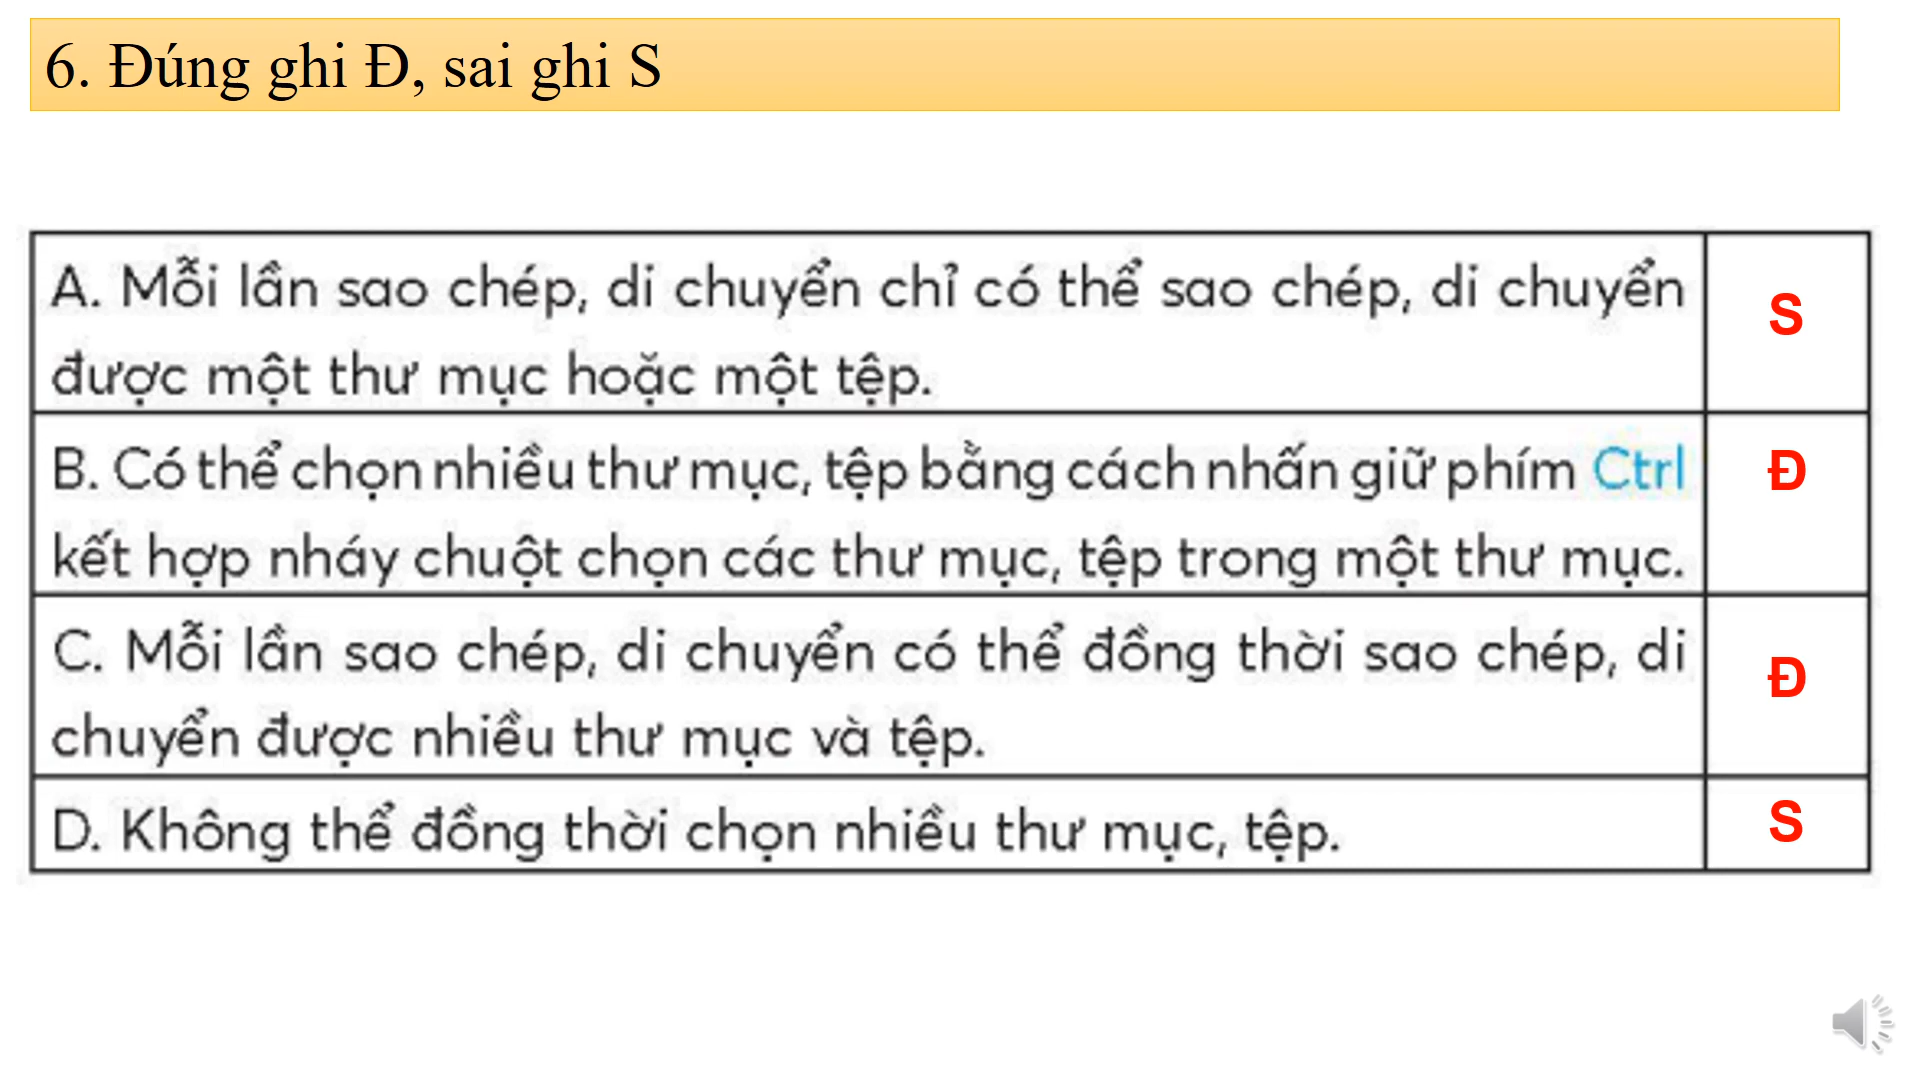 6. Đúng ghi Đ, sai ghi S
A. Mỗi lần sao chép, di chuyển chỉ có thể sao chép, di chuyển
được một thư mục hoặc một tệp.
S
B. Có thể chọn nhiều thư mục, tệp bằng cách nhấn giữ phím Ctrl
kết hợp nháy chuột chọn các thư mục, tệp trong một thư mục.
Đ
C. Mỗi lần sao chép, di chuyển có thể đồng thời sao chép, di
chuyển được nhiều thư mục và tệp.
Đ
D. Không thể đồng thời chọn nhiều thư mục, tệp.
S